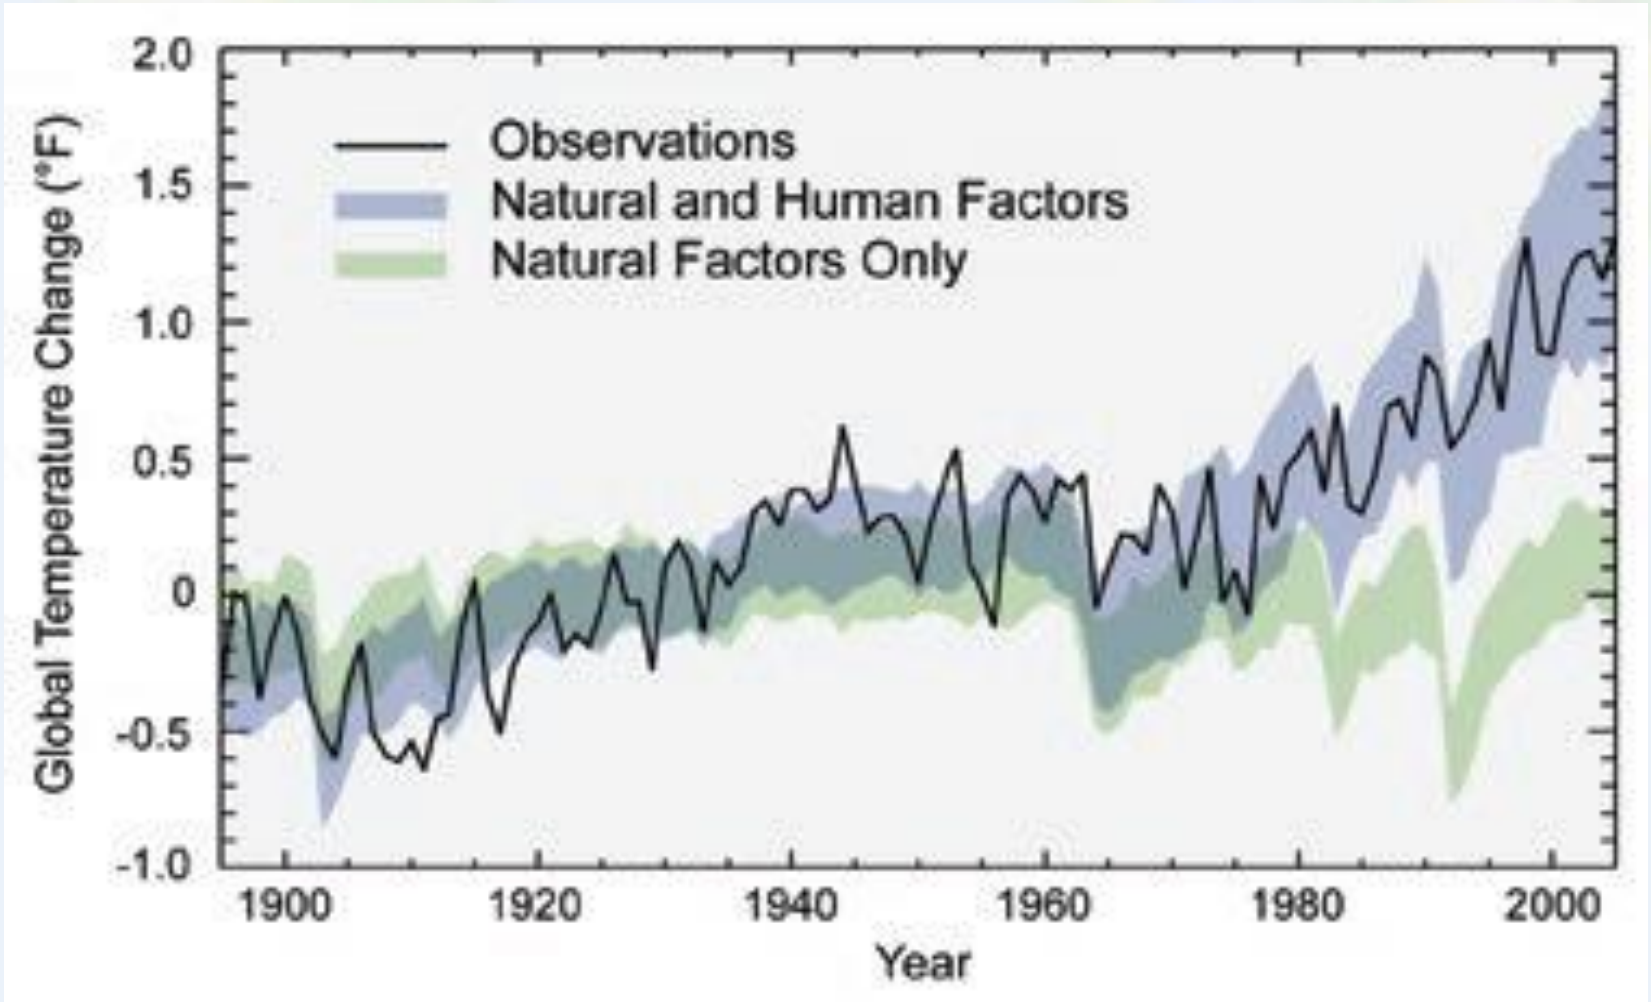 2.0
1.5
1.0
0.5
0
-0.5
-1.0
Global Temperature Change (°F)
Observations
Natural and Human Factors
Natural Factors Only
1900 1920 1940 1960 1980 2000
Year